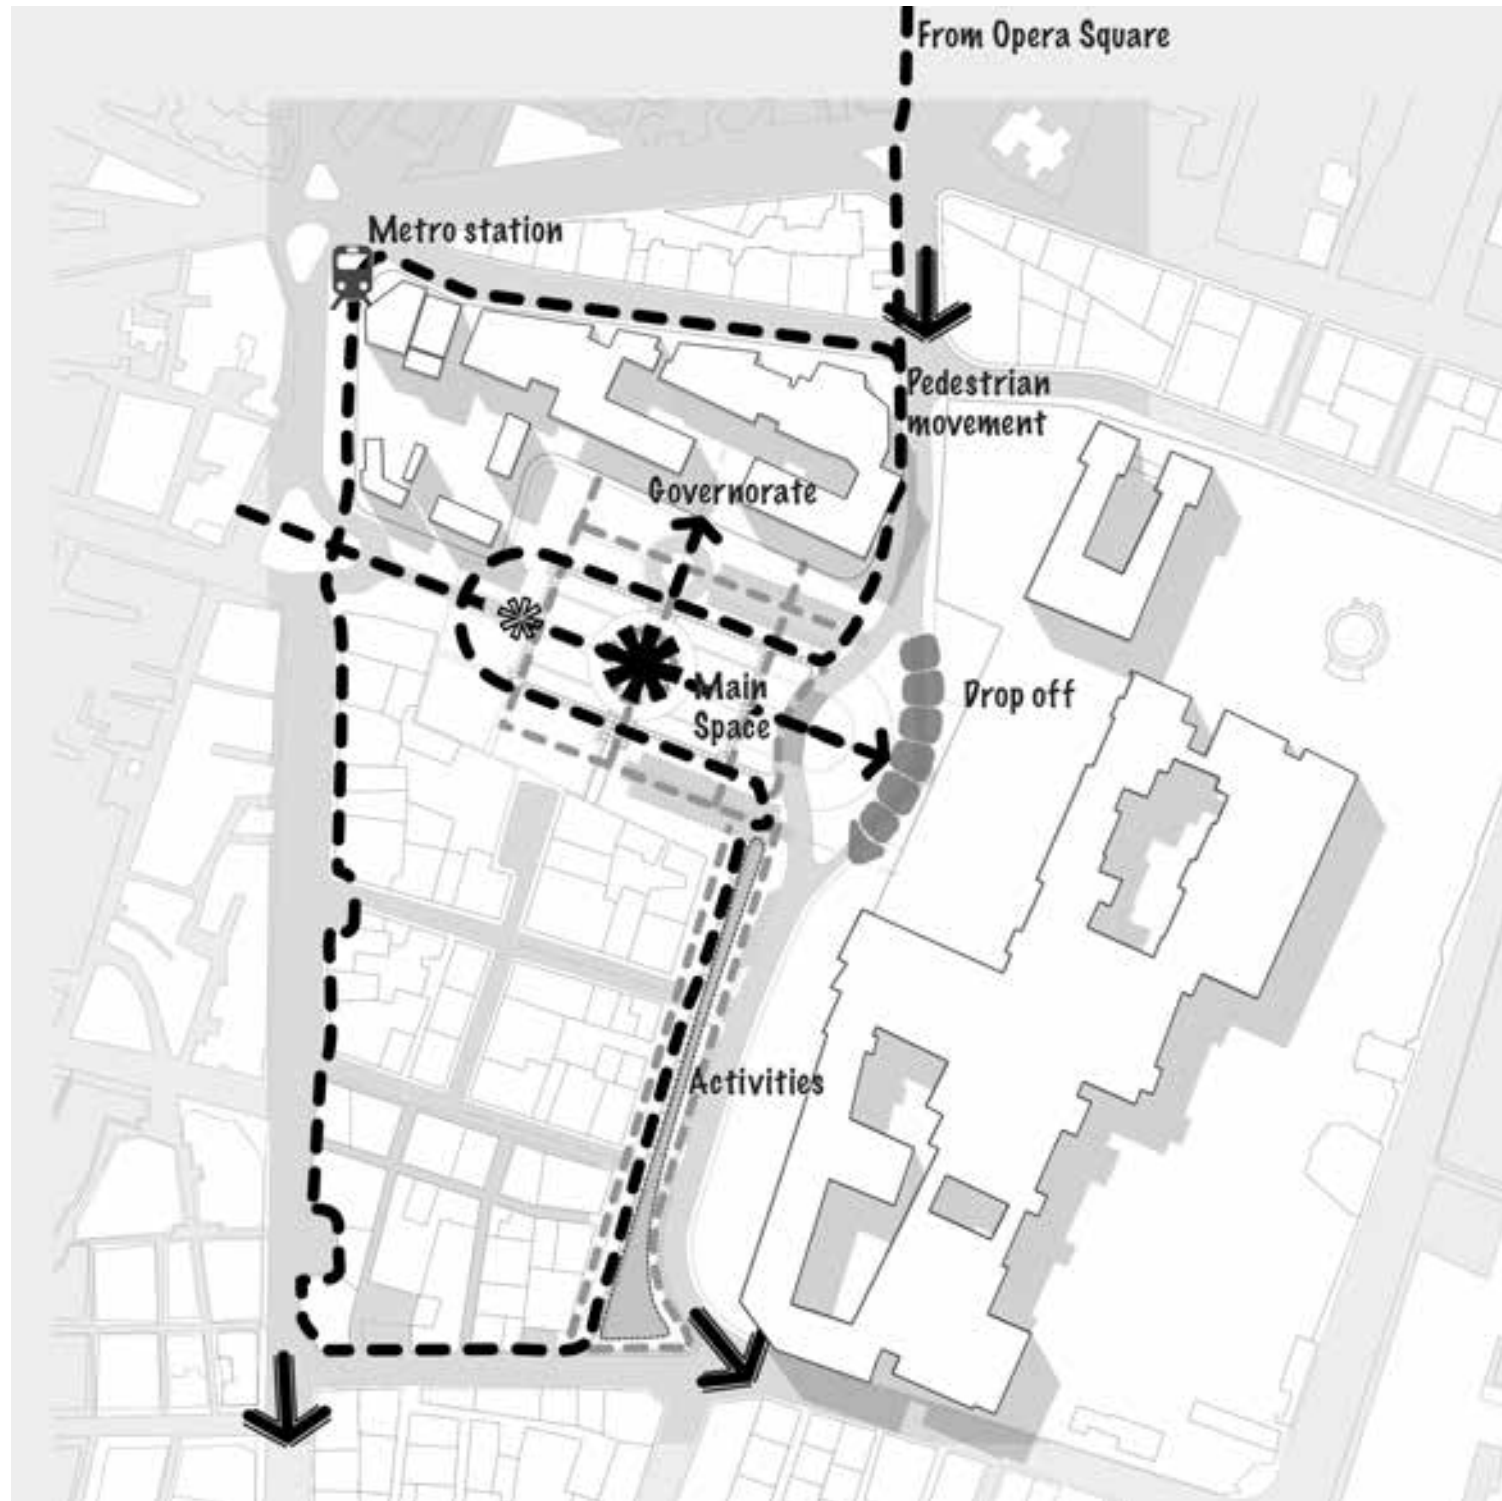 From Opera Square
Metro station
Pedestrian
movement
Governorate
Main
Space
Drop off
Activities